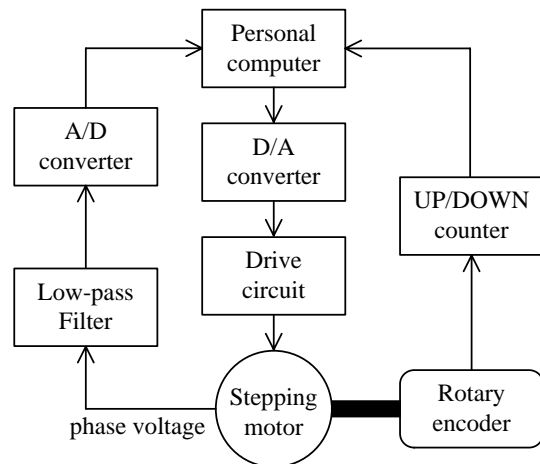 Personal
computer
A/D
converter
D/A
converter
UP/DOWN
counter
Drive
circuit
Low-pass
Filter
Stepping
motor
Rotary
encoder
phase voltage